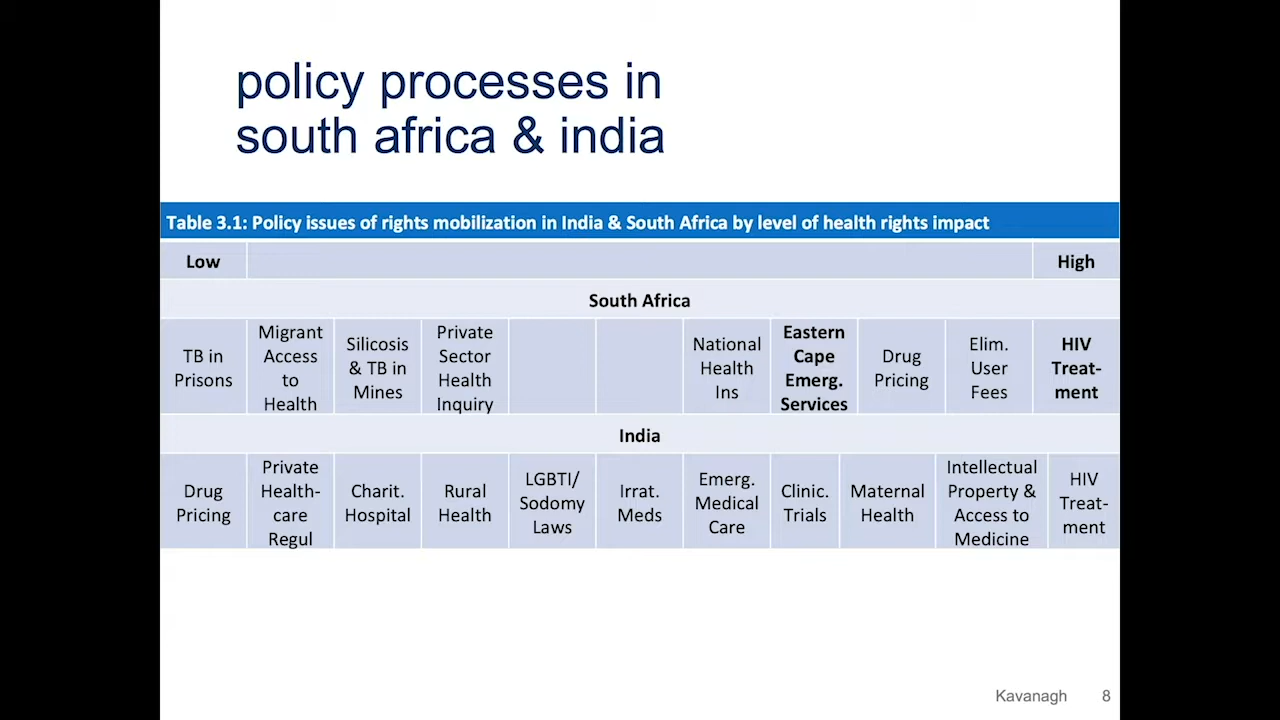 policy processes in
south africa & india
Table 3.1: Policy issues of rights mobilization in India & South Africa by level of health rights impact
Low
High
South Africa
TB in
Prisons
Migrant
Access
to
Health
Silicosis
& TB in
Mines
Private
Sector
Health
Inquiry
National
Health
Ins
Eastern
Cape
Emerg.
Services
Drug
Pricing
Elim.
User
Fees
HIV
Treat-
ment
India
Drug
Pricing
Private
Health-
care
Regul
Charit.
Hospital
Rural
Health
LGBTI/
Sodomy
Laws
Irrat.
Meds
Emerg.
Medical
Care
Clinic.
Trials
Maternal
Health
Intellectual
Property &
Access to
Medicine
HIV
Treat-
ment
Kavanagh
8